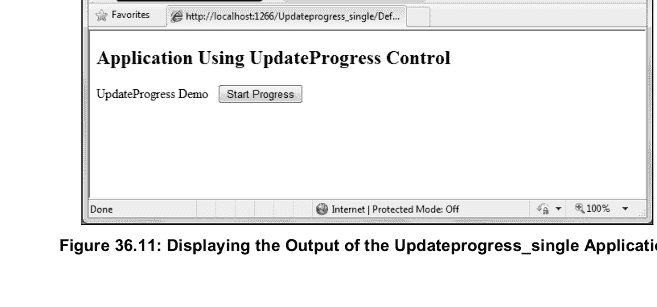 Favorites http://localhost:1266/Updateprogress_single/Def...
Application Using UpdateProgress Control
UpdateProgress Demo Start Progress
Done Internet | Protected Mode: Off 100%
Figure 36.11: Displaying the Output of the Updateprogress_single